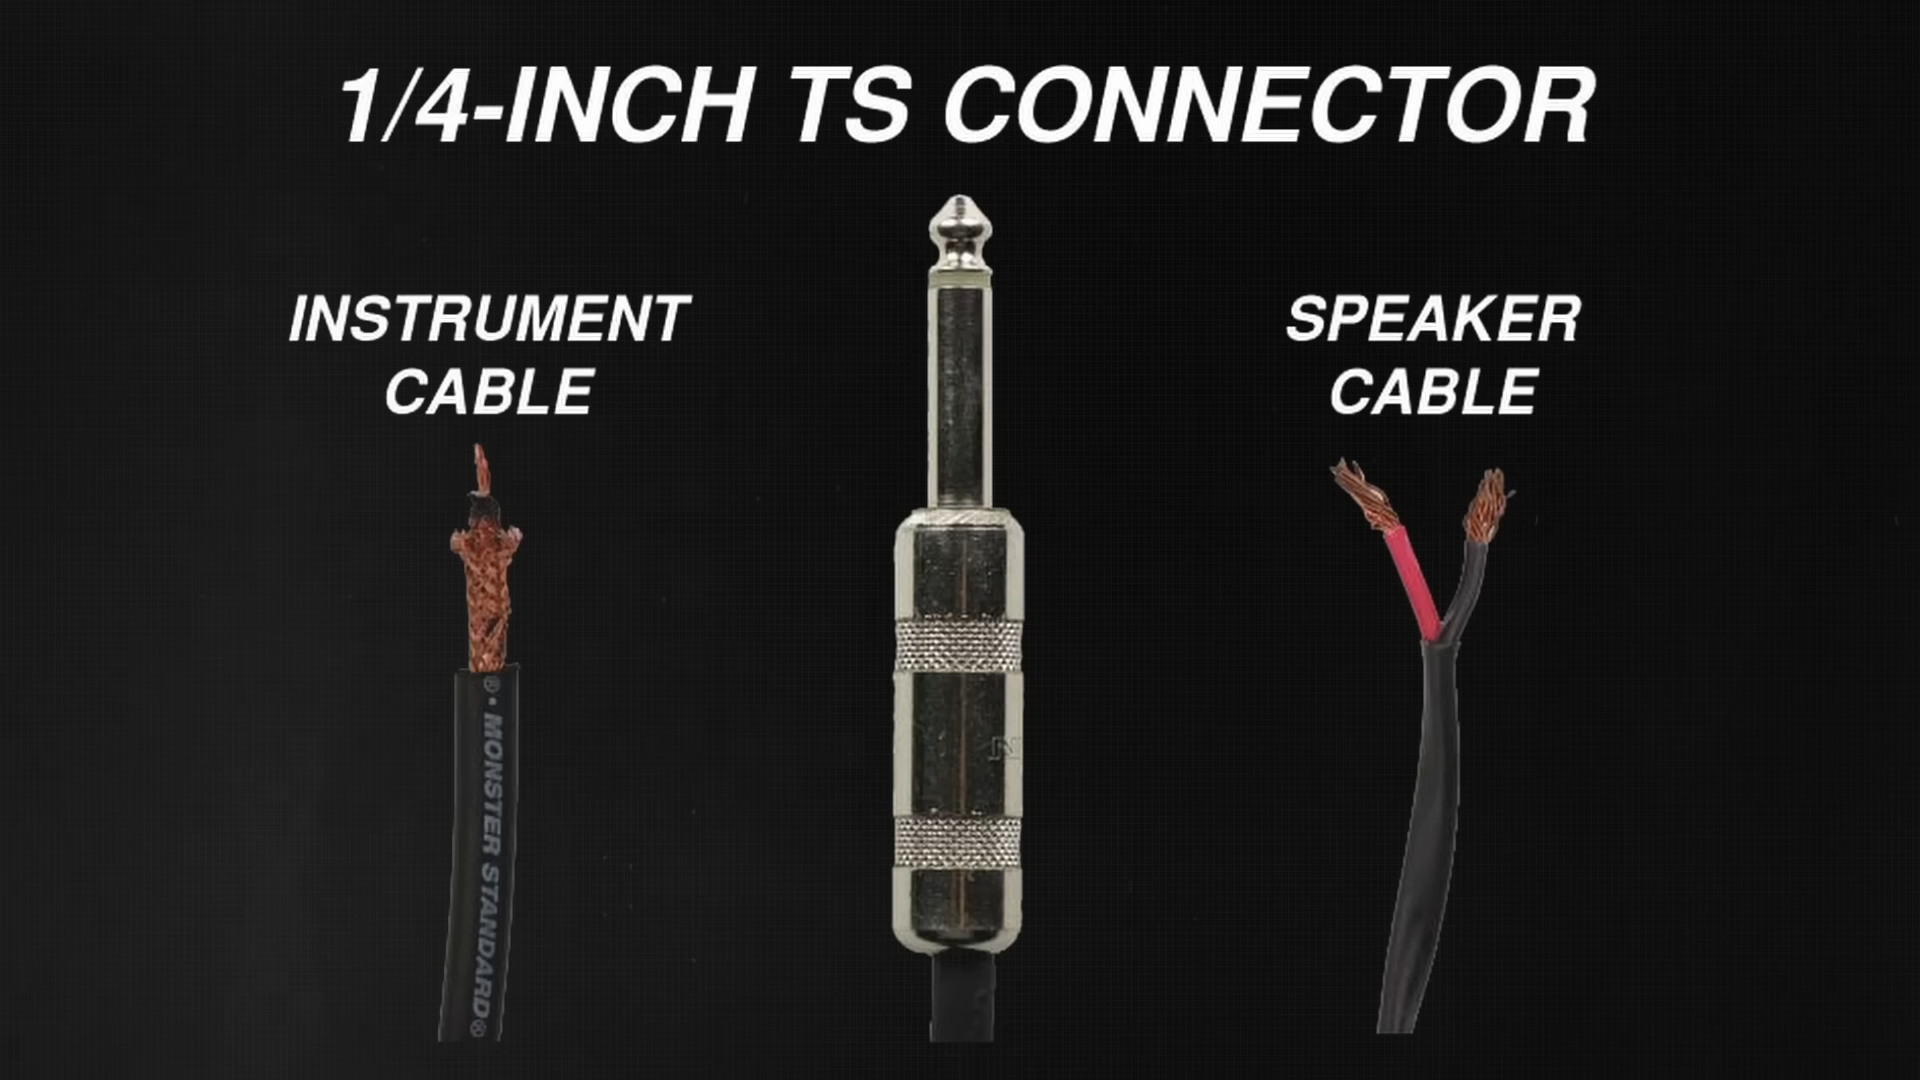 1/4-INCH TS CONNECTOR
INSTRUMENT
CABLE
SPEAKER
CABLE
® • MONSTER STANDARD®
N